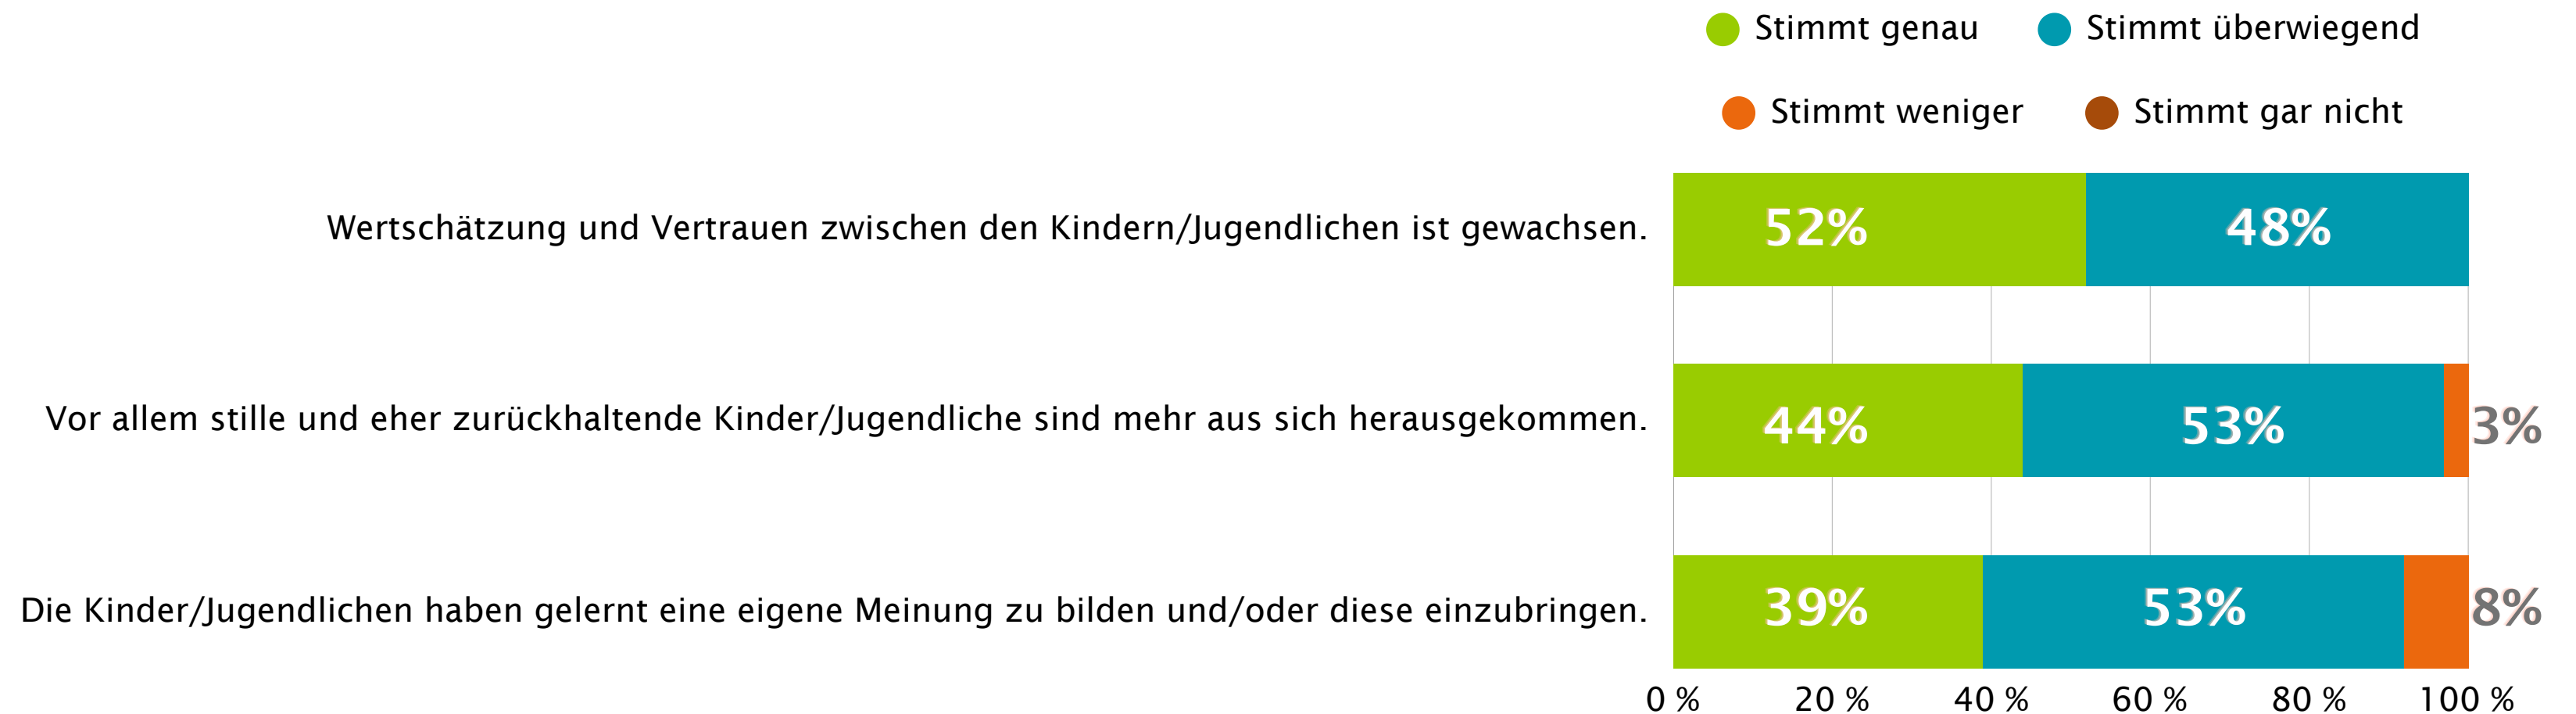 Stimmt genau Stimmt überwiegend
Stimmt weniger Stimmt gar nicht
Wertschätzung und Vertrauen zwischen den Kindern/Jugendlichen ist gewachsen. 52% 48%
Vor allem stille und eher zurückhaltende Kinder/Jugendliche sind mehr aus sich herausgekommen. 44% 53% 3%
Die Kinder/Jugendlichen haben gelernt eine eigene Meinung zu bilden und/oder diese einzubringen. 39% 53% 8%
0 % 20 % 40 % 60 % 80 % 100 %